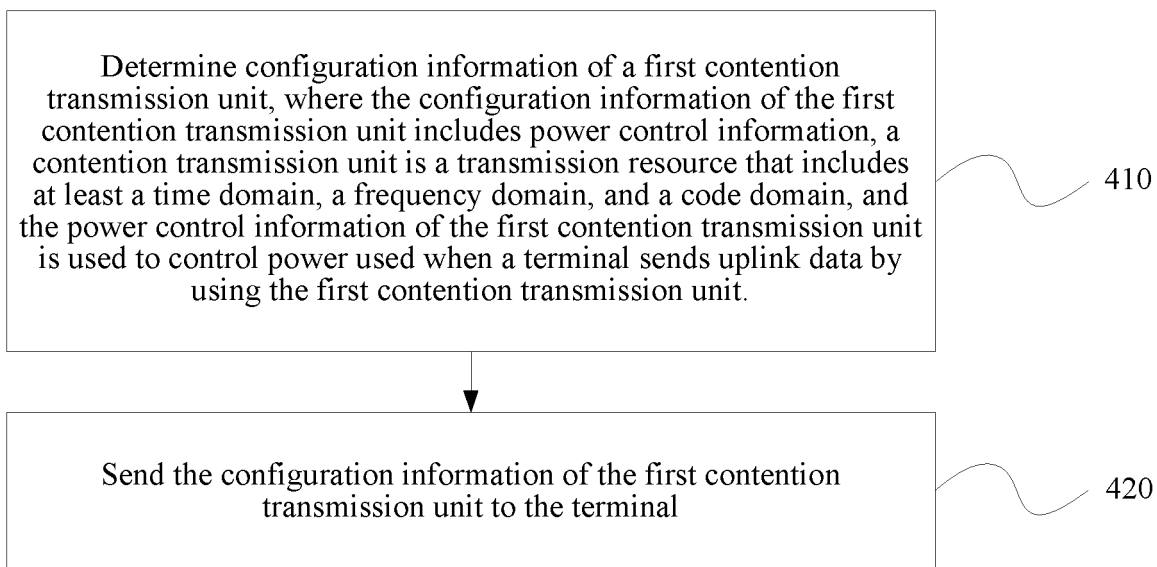 Determine configuration information of a first contention
transmission unit, where the configuration information of the first
contention transmission unit includes power control information, a
contention transmission unit is a transmission resource that includes
at least a time domain, a frequency domain, and a code domain, and
the power control information of the first contention transmission unit
is used to control power used when a terminal sends uplink data by
using the first contention transmission unit.
410
Send the configuration information of the first contention
transmission unit to the terminal
420